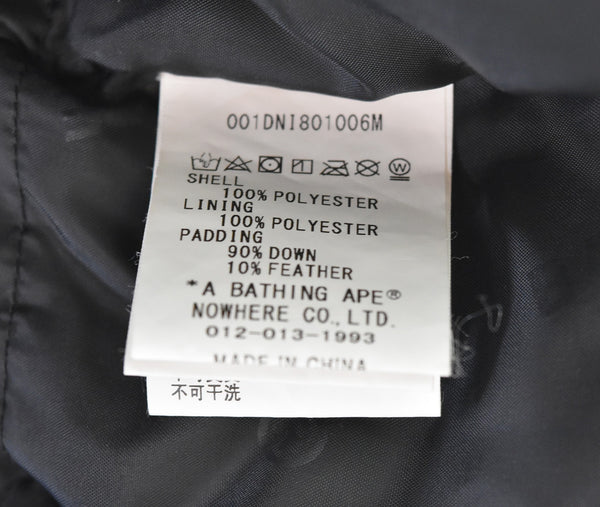 001DNI801006M
SHELL
100% POLYESTER
LINING
100% POLYESTER
PADDING
90% DOWN
10% FEATHER
*A BATHING APE®
NOWHERE CO., LTD.
012-013-1993
MADE IN CHINA
不可干洗